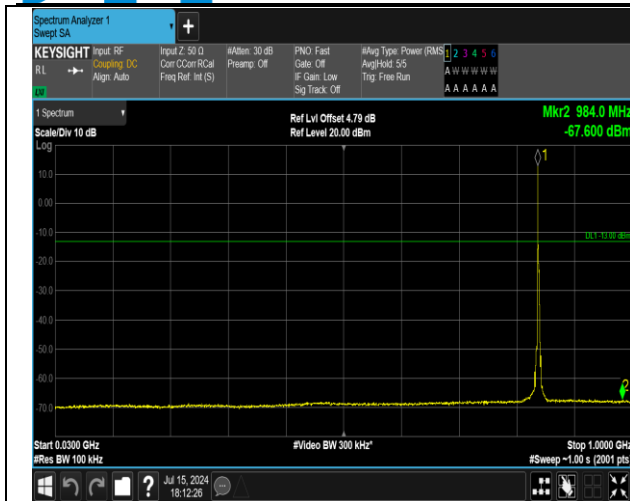 Spectrum Analyzer 1
Swept SA
+
KEYSIGHT Input: RF Input Z: 50 Ω #Atten: 30 dB PNO: Fast #Avg Type: Power (RMS 1 2 3 4 5 6
RL Coupling: DC Corr CCorr RCal Preamp: Off Gate: Off Avg|Hold: 5/5 A W W W W W
Align: Auto Freq Ref: Int (S) IF Gain: Low Trig: Free Run
Sig Track: Off A A A A A A
1 Spectrum Ref Lvl Offset 4.79 dB Mkr2 984.0 MHz
Scale/Div 10 dB Ref Level 20.00 dBm -67.600 dBm
Log
1
10.0
0.00
DL1 -13.00 dBm
-10.0
-20.0
-30.0
-40.0
-50.0
-60.0
2
-70.0
Start 0.0300 GHz #Video BW 300 kHz* Stop 1.0000 GHz
#Res BW 100 kHz #Sweep ~1.00 s (2001 pts
? Jul 15, 2024
18:12:26